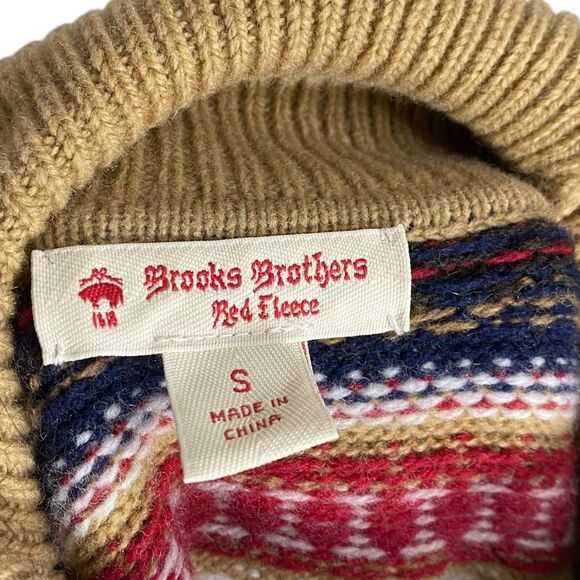 Brooks Brothers
Red Fleece
1818
S
MADE IN
CHINA